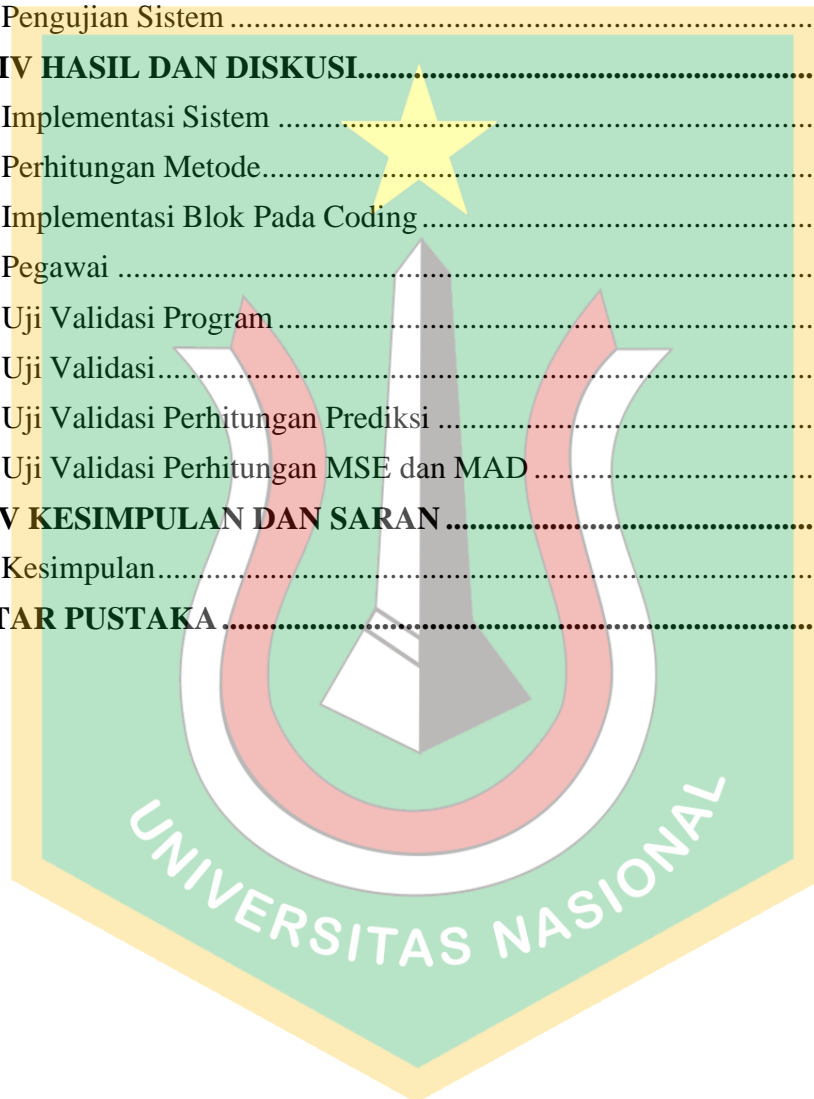 Pengujian Sistem ....................................................................
IV HASIL DAN DISKUSI......................................................
Implementasi Sistem ..............................................................
Perhitungan Metode................................................................
Implementasi Blok Pada Coding .............................................
Pegawai ..................................................................................
Uji Validasi Program ..............................................................
Uji Validasi.............................................................................
Uji Validasi Perhitungan Prediksi ...........................................
Uji Validasi Perhitungan MSE dan MAD ................................
V KESIMPULAN DAN SARAN ...........................................
Kesimpulan.............................................................................
TAR PUSTAKA ......................................................................
UNIVERSITAS NASIONAL